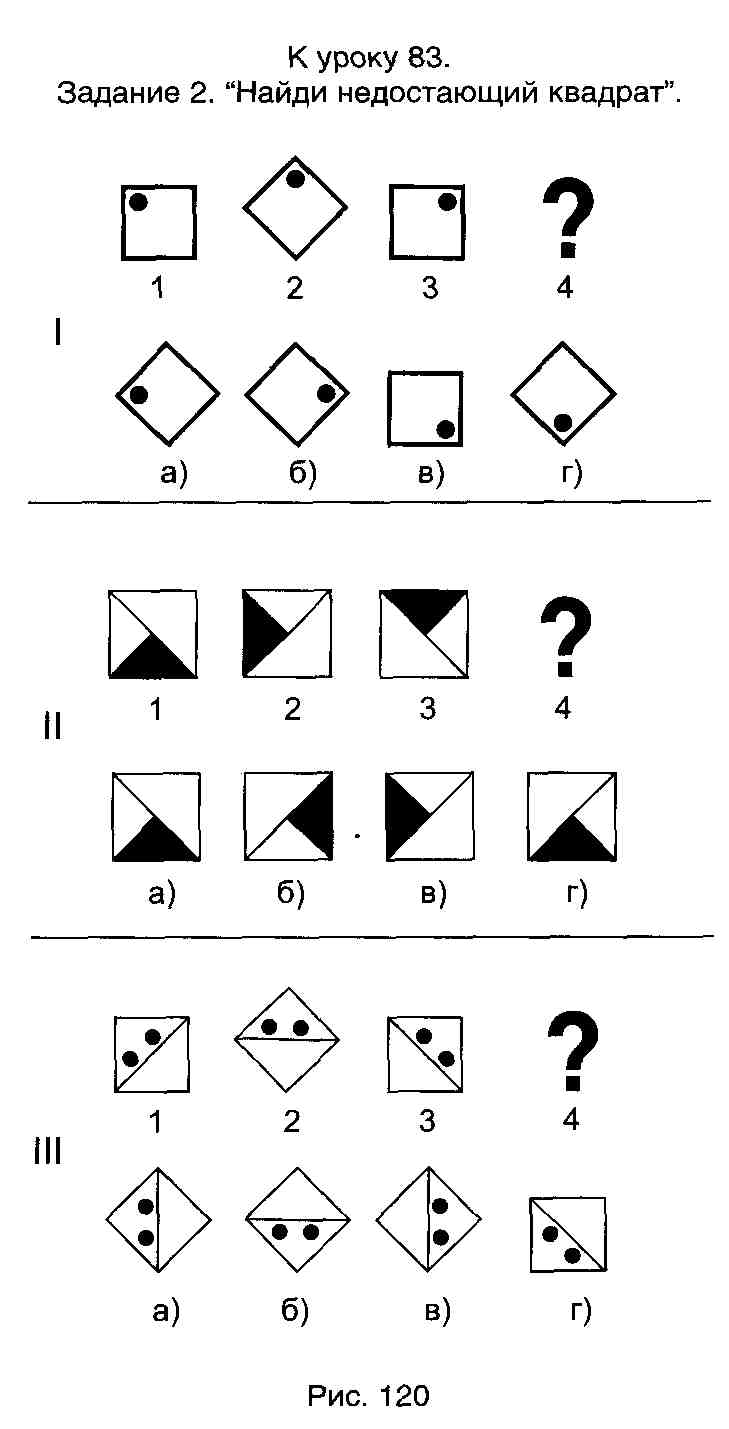 К уроку 83.
Задание 2. “Найди недостающий квадрат”.
?
1 2 3 4
I
а) б) в) г)
?
1 2 3 4
II
а) б) в) г)
?
1 2 3 4
III
а) б) в) г)
Рис. 120